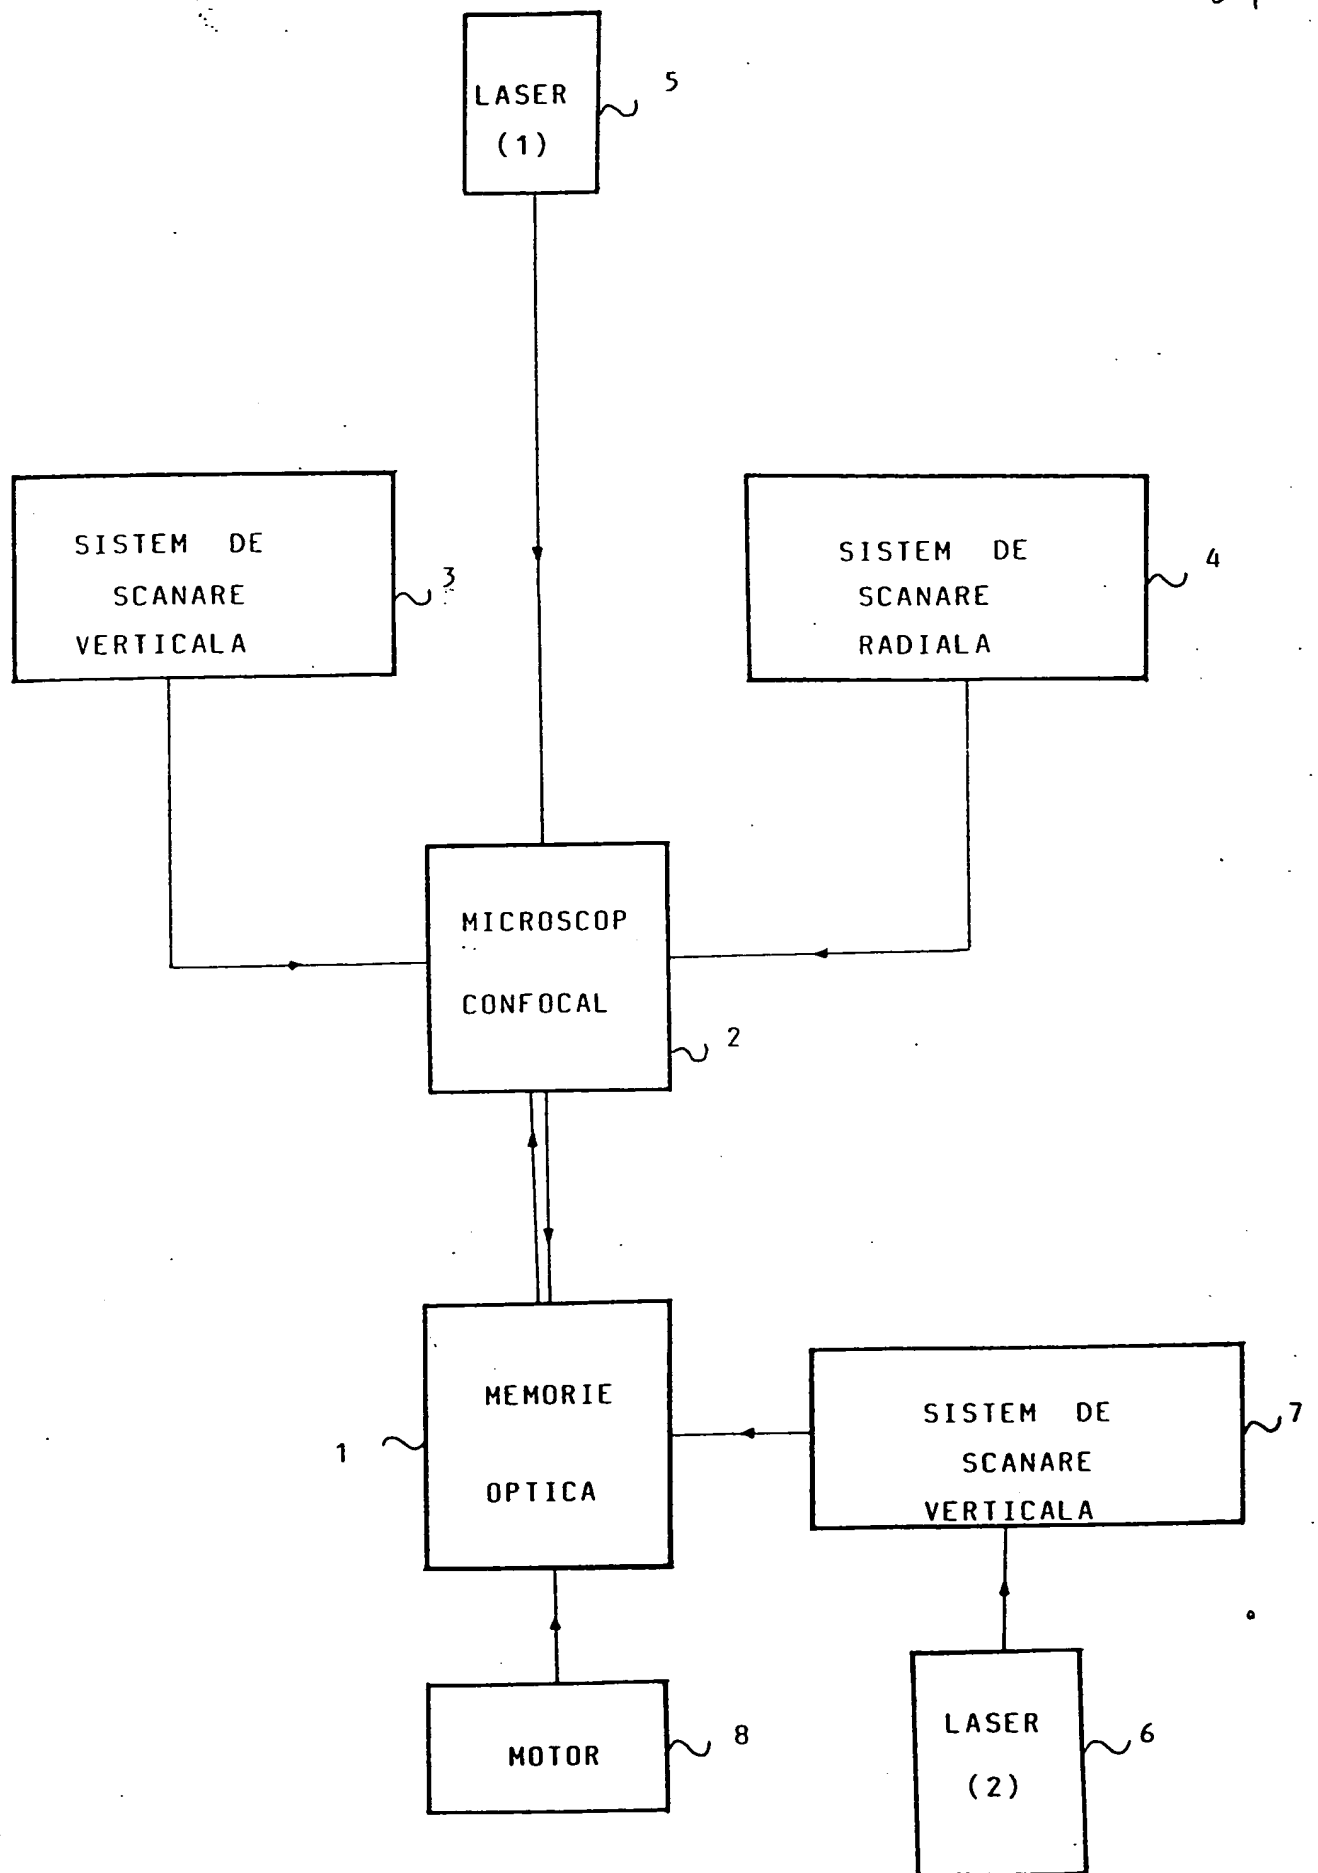 LASER
(1)
5
SISTEM DE
SCANARE
VERTICALA
3
SISTEM DE
SCANARE
RADIALA
4
MICROSCOP
CONFOCAL
2
MEMORIE
OPTICA
1
SISTEM DE
SCANARE
VERTICALA
7
MOTOR
8
LASER
(2)
6